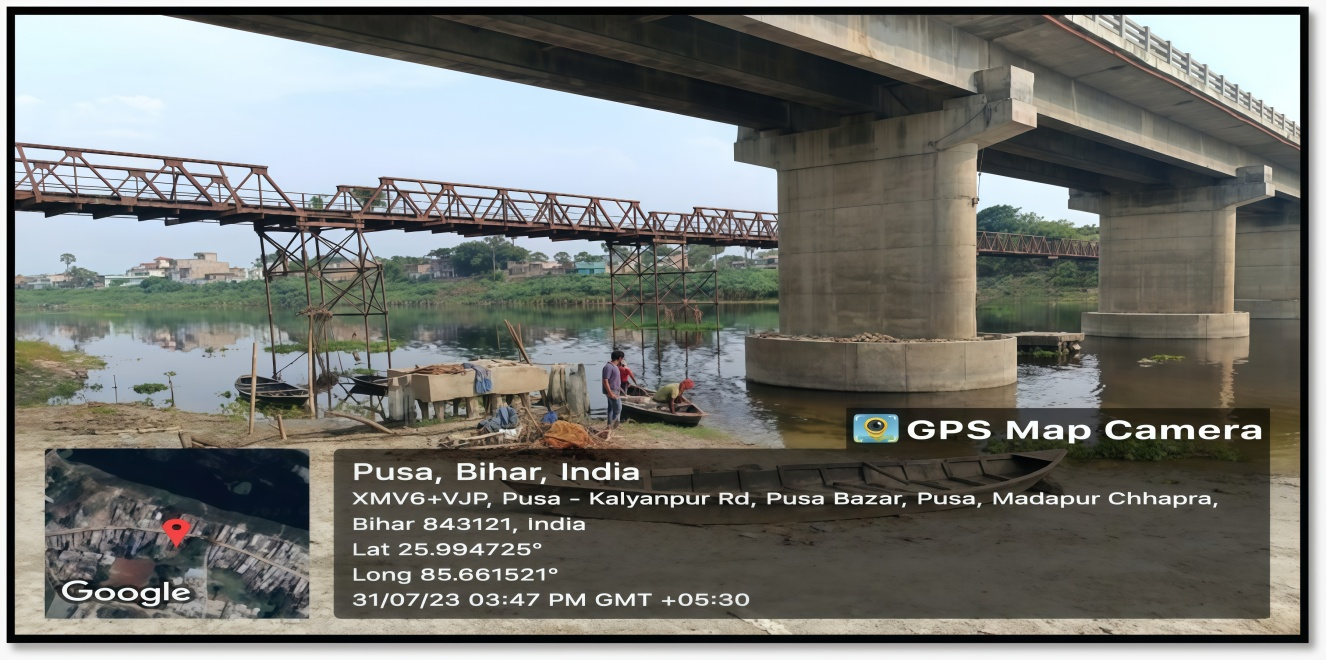 GPS Map Camera
Pusa, Bihar, India
XMV6+VJP, Pusa - Kalyanpur Rd, Pusa Bazar, Pusa, Madapur Chhapra,
Bihar 843121, India
Lat 25.994725°
Long 85.661521°
31/07/23 03:47 PM GMT +05:30
Google